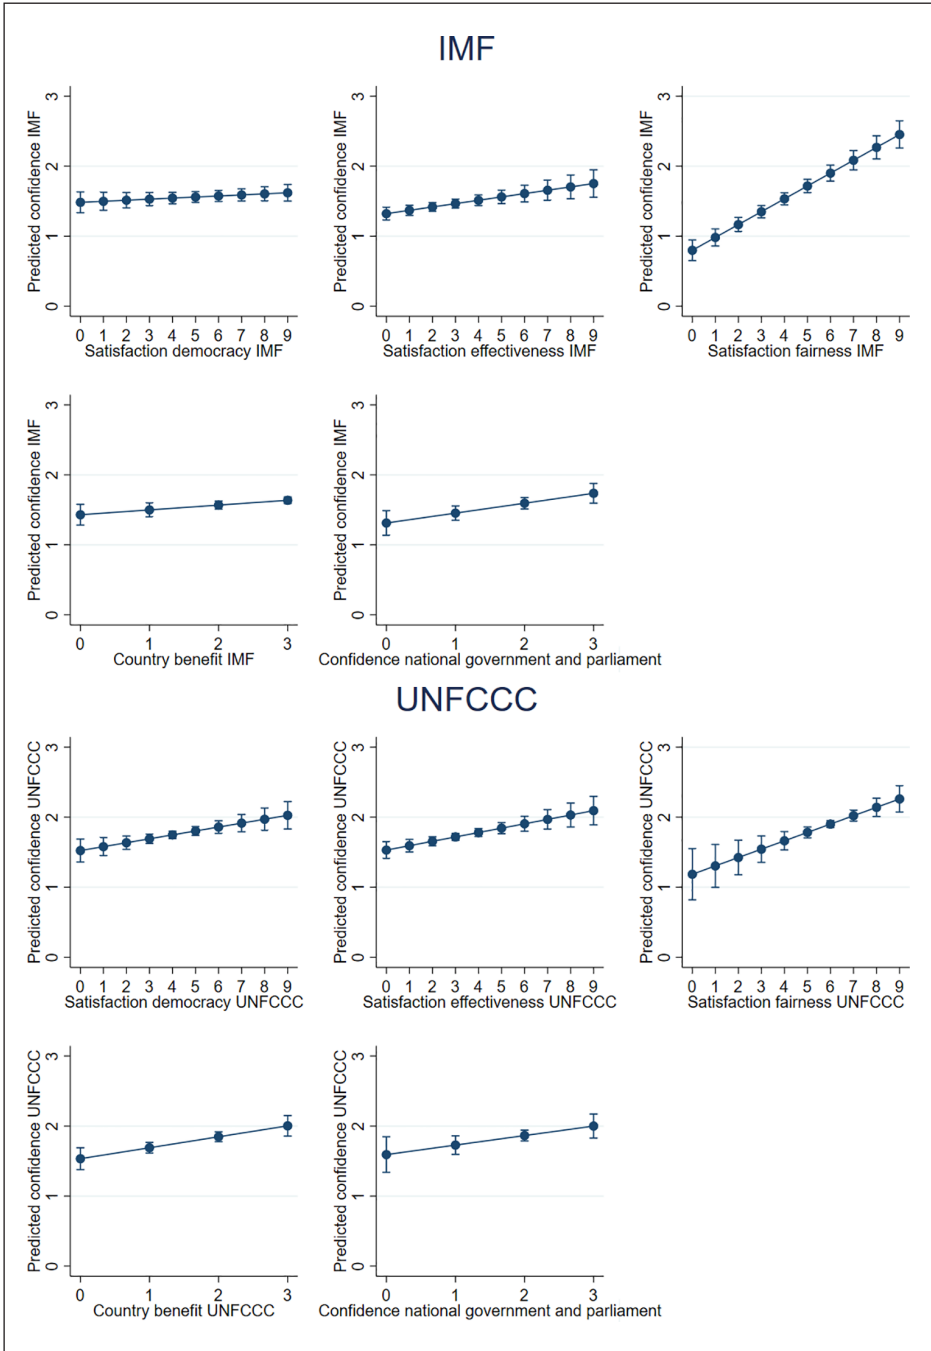 IMF
Predicted confidence IMF
3
2
1
0
0 1 2 3 4 5 6 7 8 9
Satisfaction democracy IMF
Predicted confidence IMF
3
2
1
0
0 1 2 3 4 5 6 7 8 9
Satisfaction effectiveness IMF
Predicted confidence IMF
3
2
1
0
0 1 2 3 4 5 6 7 8 9
Satisfaction fairness IMF
Predicted confidence IMF
3
2
1
0
0 1 2 3
Country benefit IMF
Predicted confidence IMF
3
2
1
0
0 1 2 3
Confidence national government and parliament
UNFCCC
Predicted confidence UNFCCC
3
2
1
0
0 1 2 3 4 5 6 7 8 9
Satisfaction democracy UNFCCC
Predicted confidence UNFCCC
3
2
1
0
0 1 2 3 4 5 6 7 8 9
Satisfaction effectiveness UNFCCC
Predicted confidence UNFCCC
3
2
1
0
0 1 2 3 4 5 6 7 8 9
Satisfaction fairness UNFCCC
Predicted confidence UNFCCC
3
2
1
0
0 1 2 3
Country benefit UNFCCC
Predicted confidence UNFCCC
3
2
1
0
0 1 2 3
Confidence national government and parliament